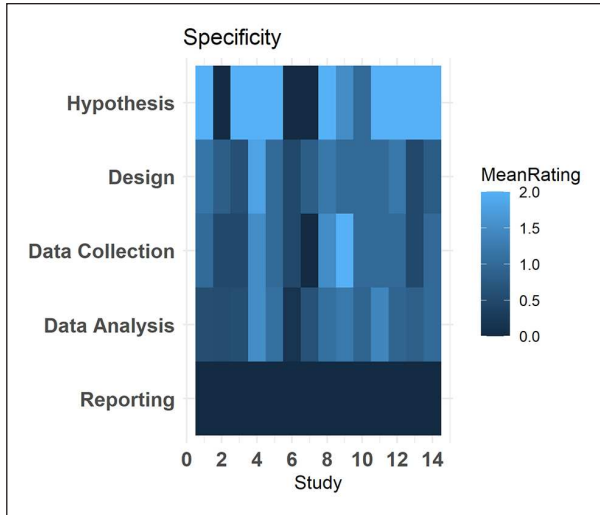 Specificity
Hypothesis
Design
Data Collection
Data Analysis
Reporting
0 2 4 6 8 10 12 14
Study
MeanRating
2.0
1.5
1.0
0.5
0.0